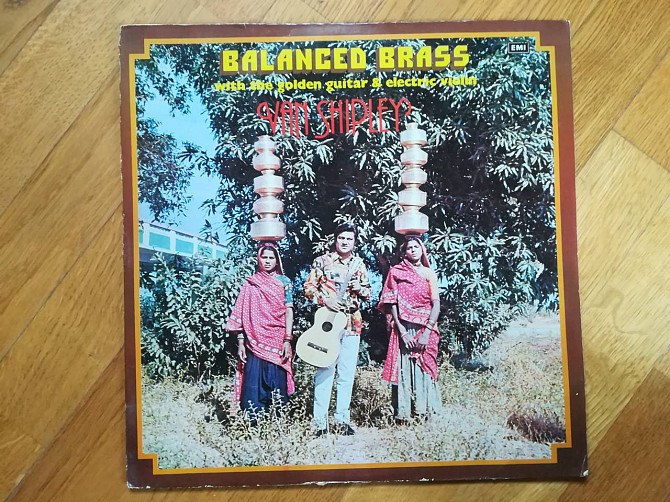 BALANCED BRASS
EMI
with the golden guitar & electric violin
VAN SHIPLEY